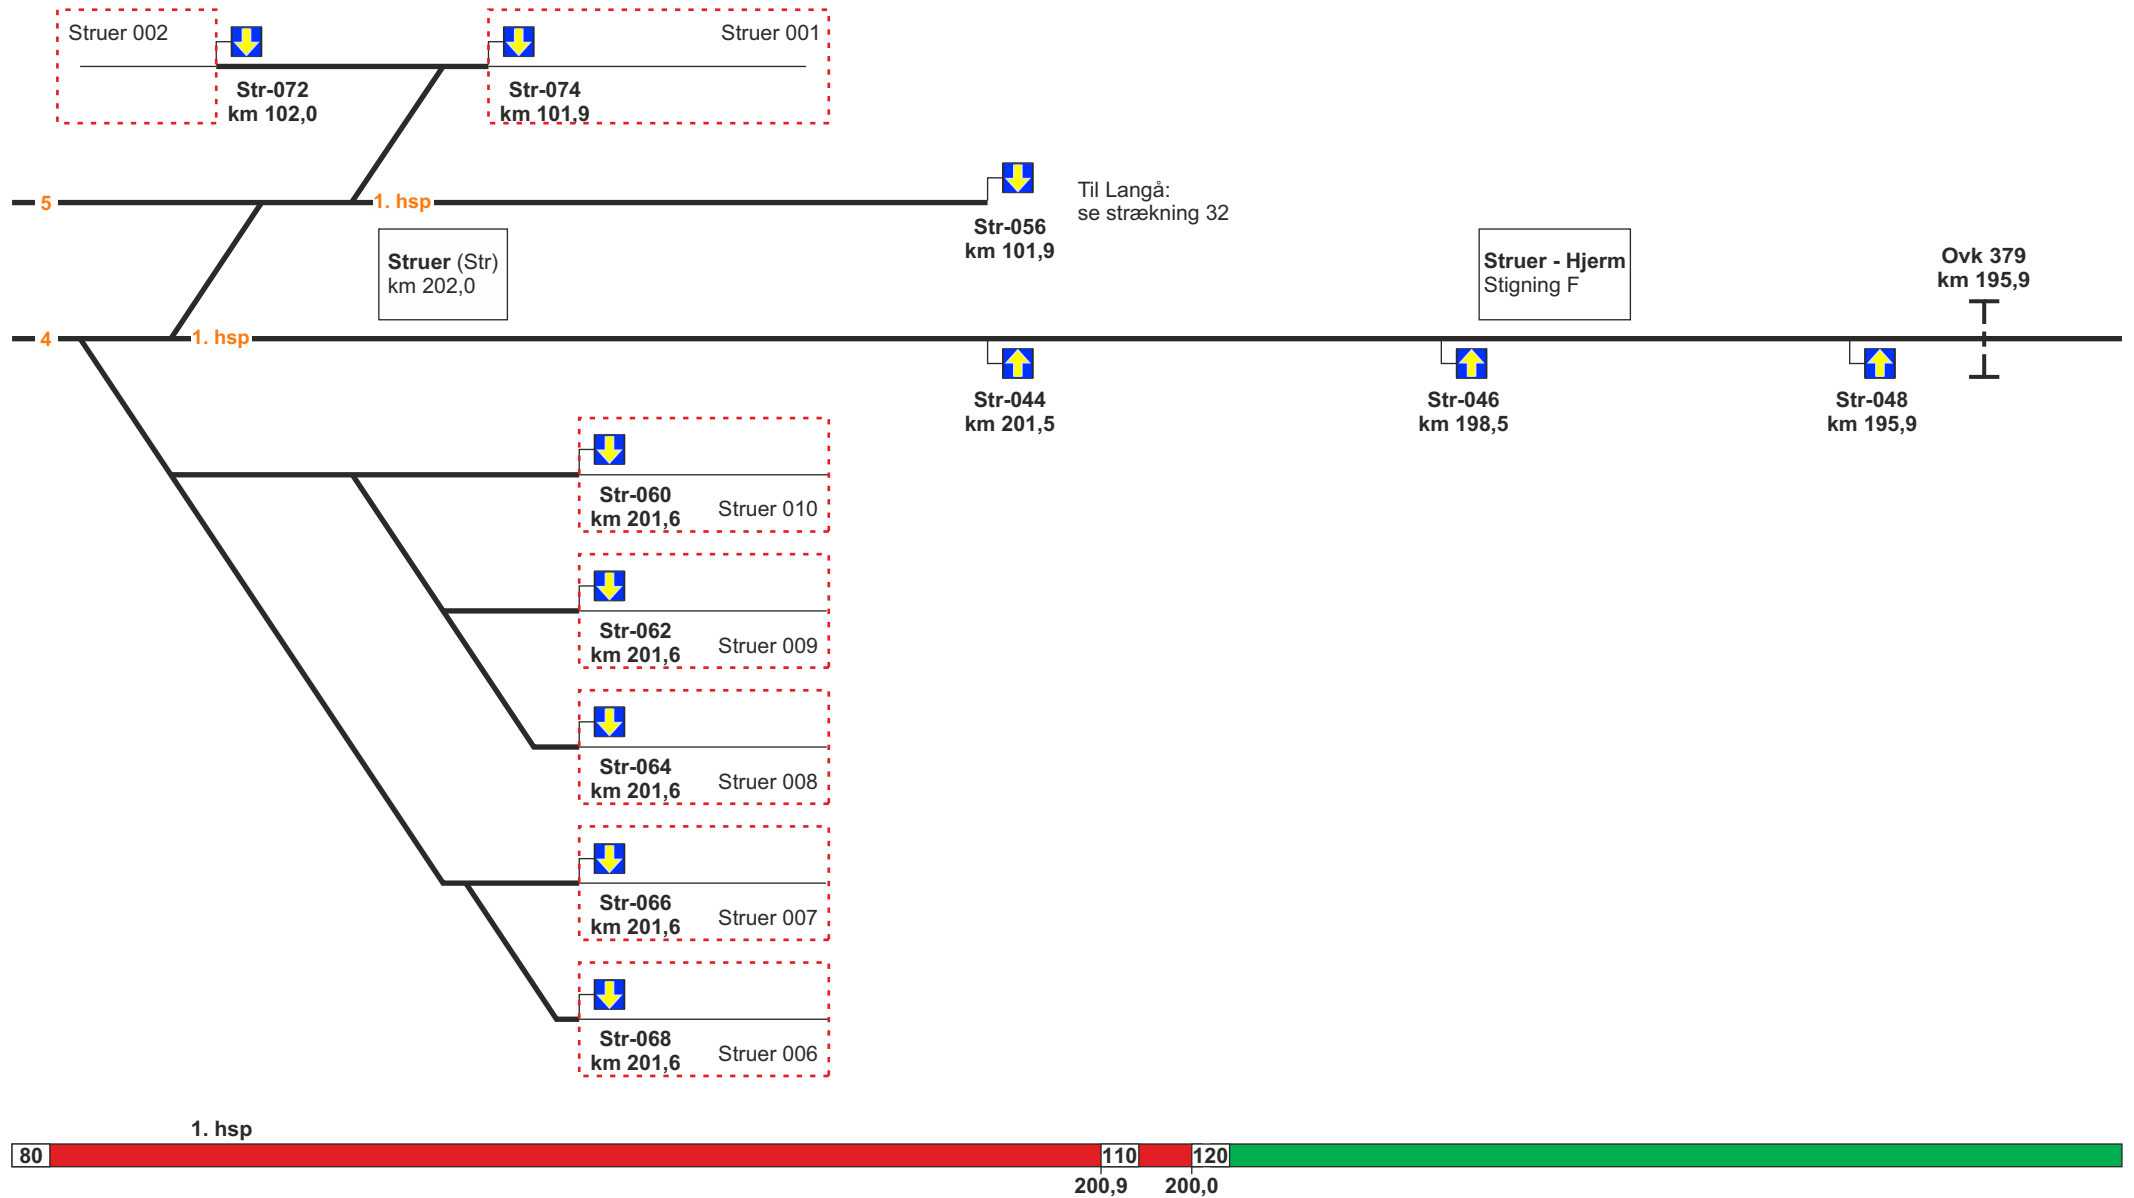 Struer 002
Struer 001
Str-072
km 102,0
Str-074
km 101,9
5
1. hsp
Str-056
km 101,9
Til Langå:
se strækning 32
Struer (Str)
km 202,0
Struer - Hjerm
Stigning F
Ovk 379
km 195,9
4
1. hsp
Str-044
km 201,5
Str-046
km 198,5
Str-048
km 195,9
Str-060
km 201,6
Struer 010
Str-062
km 201,6
Struer 009
Str-064
km 201,6
Struer 008
Str-066
km 201,6
Struer 007
Str-068
km 201,6
Struer 006
1. hsp
80
110
120
200,9
200,0